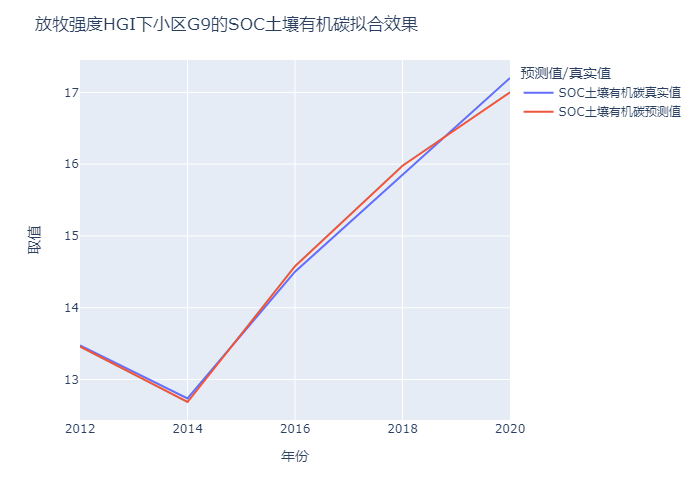 放牧强度HGI下小区G9的SOC土壤有机碳拟合效果
预测值/真实值
SOC土壤有机碳真实值
SOC土壤有机碳预测值
17
16
15
14
13
取值
2012 2014 2016 2018 2020
年份